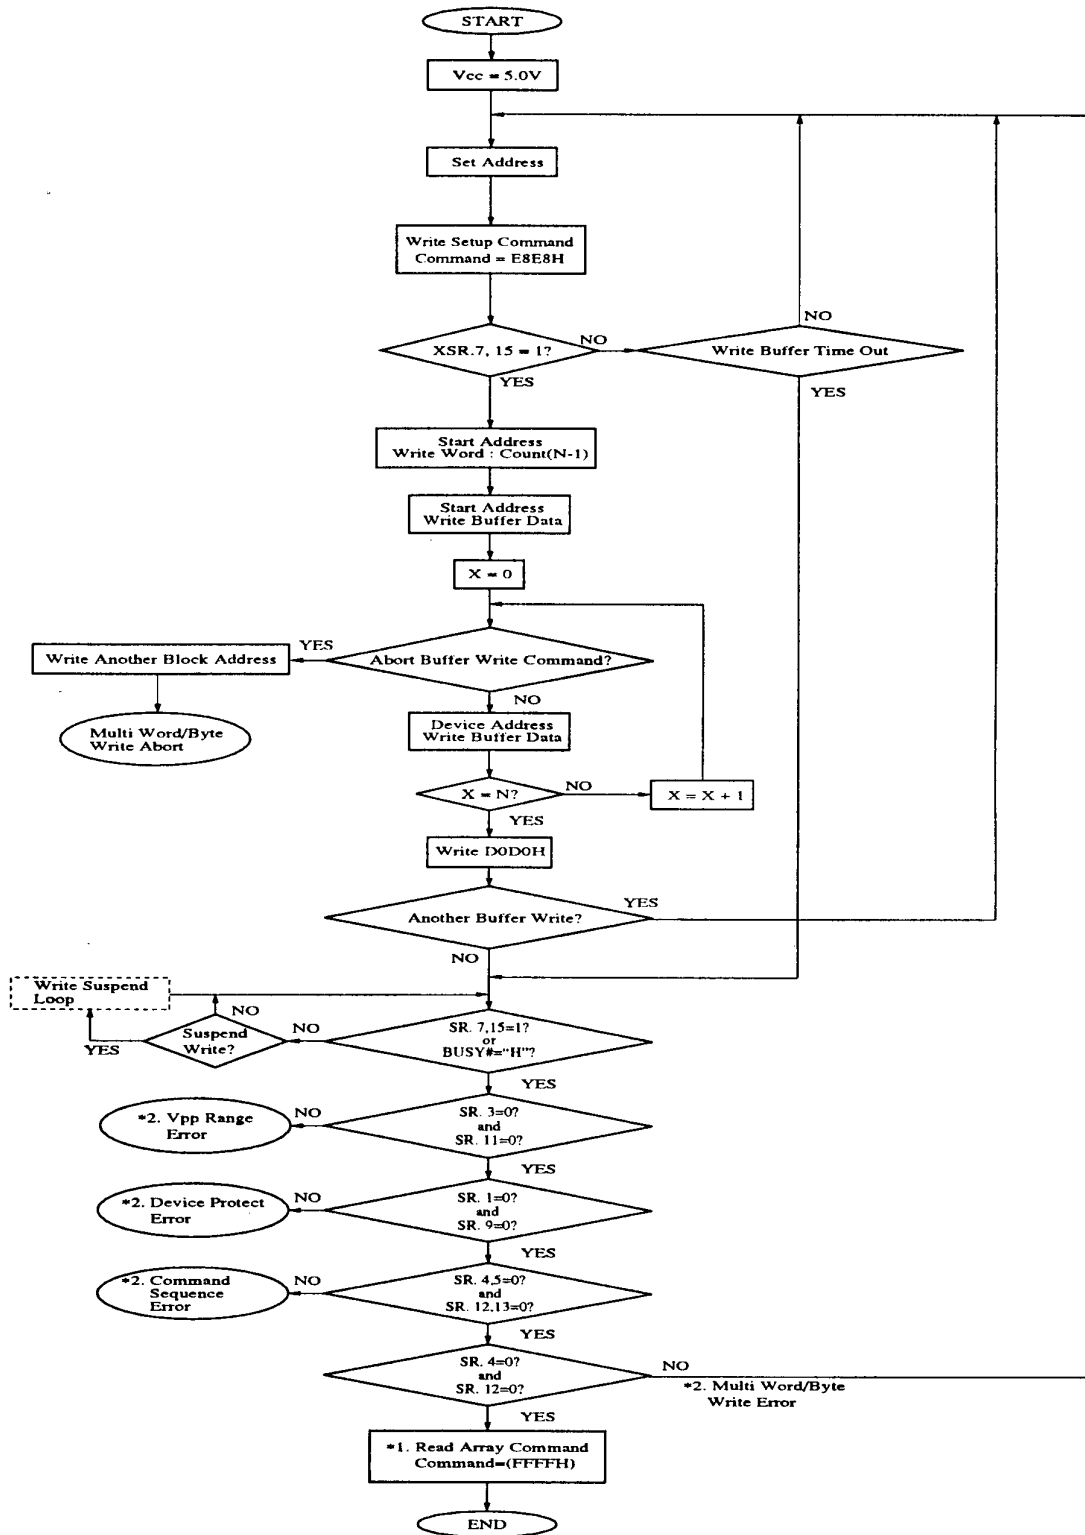 START
Vcc = 5.0V
Set Address
Write Setup Command
Command = E8E8H
XSR.7, 15 = 1?
NO
Write Buffer Time Out
NO
YES
YES
Start Address
Write Word : Count(N-1)
Start Address
Write Buffer Data
X = 0
Abort Buffer Write Command?
YES
Write Another Block Address
Multi Word/Byte
Write Abort
NO
Device Address
Write Buffer Data
X = N?
NO
X = X + 1
YES
Write D0D0H
Another Buffer Write?
YES
NO
Write Suspend
Loop
NO
Suspend
Write?
YES
NO
SR. 7,15=1?
or
BUSY#="H"?
YES
SR. 3=0?
and
SR. 11=0?
NO
*2. Vpp Range
Error
YES
SR. 1=0?
and
SR. 9=0?
NO
*2. Device Protect
Error
YES
SR. 4,5=0?
and
SR. 12,13=0?
NO
*2. Command
Sequence
Error
YES
SR. 4=0?
and
SR. 12=0?
NO
*2. Multi Word/Byte
Write Error
YES
*1. Read Array Command
Command=(FFFFH)
END